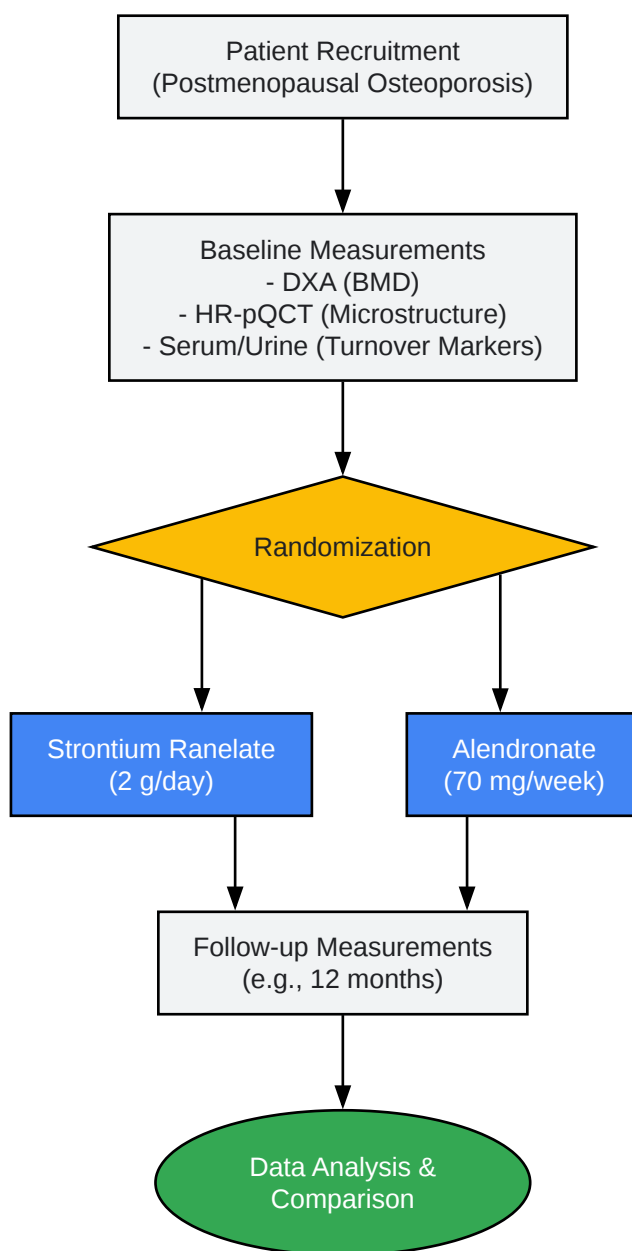 Patient Recruitment
(Postmenopausal Osteoporosis)
Baseline Measurements
- DXA (BMD)
- HR-pQCT (Microstructure)
- Serum/Urine (Turnover Markers)
Randomization
Strontium Ranelate
(2 g/day)
Alendronate
(70 mg/week)
Follow-up Measurements
(e.g., 12 months)
Data Analysis &
Comparison